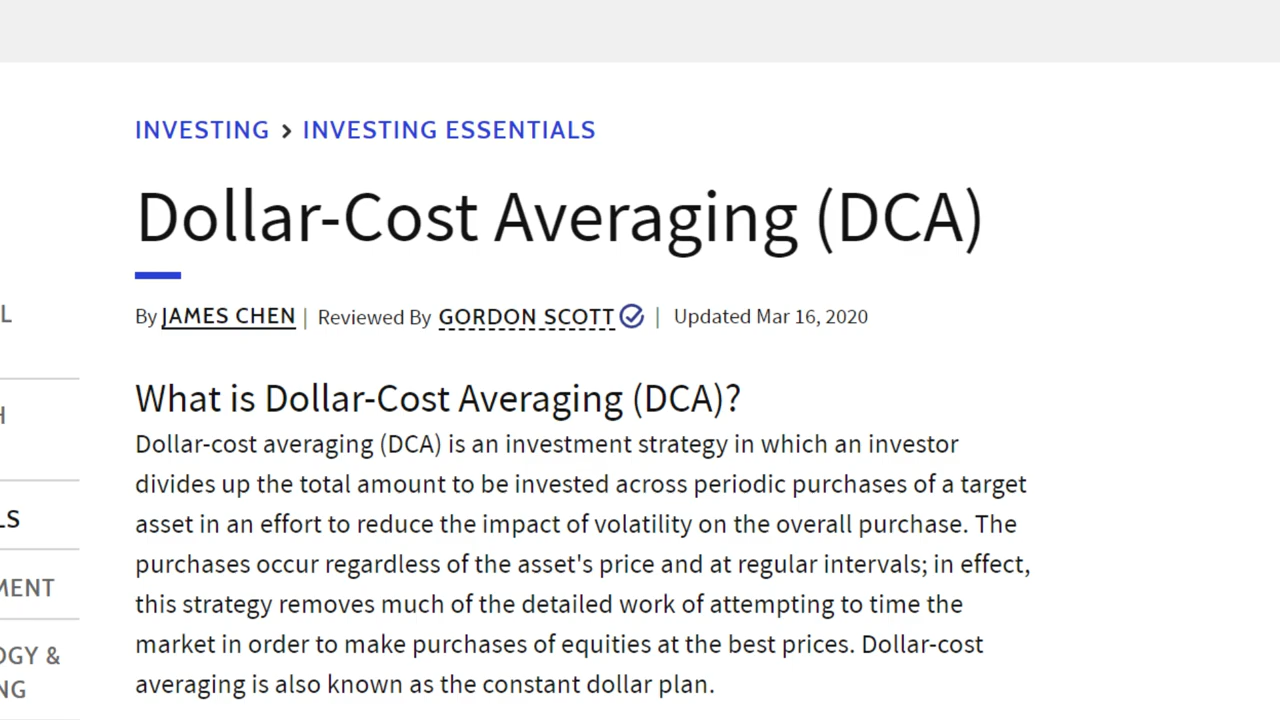 INVESTING > INVESTING ESSENTIALS
Dollar-Cost Averaging (DCA)
By JAMES CHEN | Reviewed By GORDON SCOTT | Updated Mar 16, 2020
What is Dollar-Cost Averaging (DCA)?
Dollar-cost averaging (DCA) is an investment strategy in which an investor
divides up the total amount to be invested across periodic purchases of a target
asset in an effort to reduce the impact of volatility on the overall purchase. The
purchases occur regardless of the asset's price and at regular intervals; in effect,
this strategy removes much of the detailed work of attempting to time the
market in order to make purchases of equities at the best prices. Dollar-cost
averaging is also known as the constant dollar plan.
L
H
LS
MENT
OGY &
NG